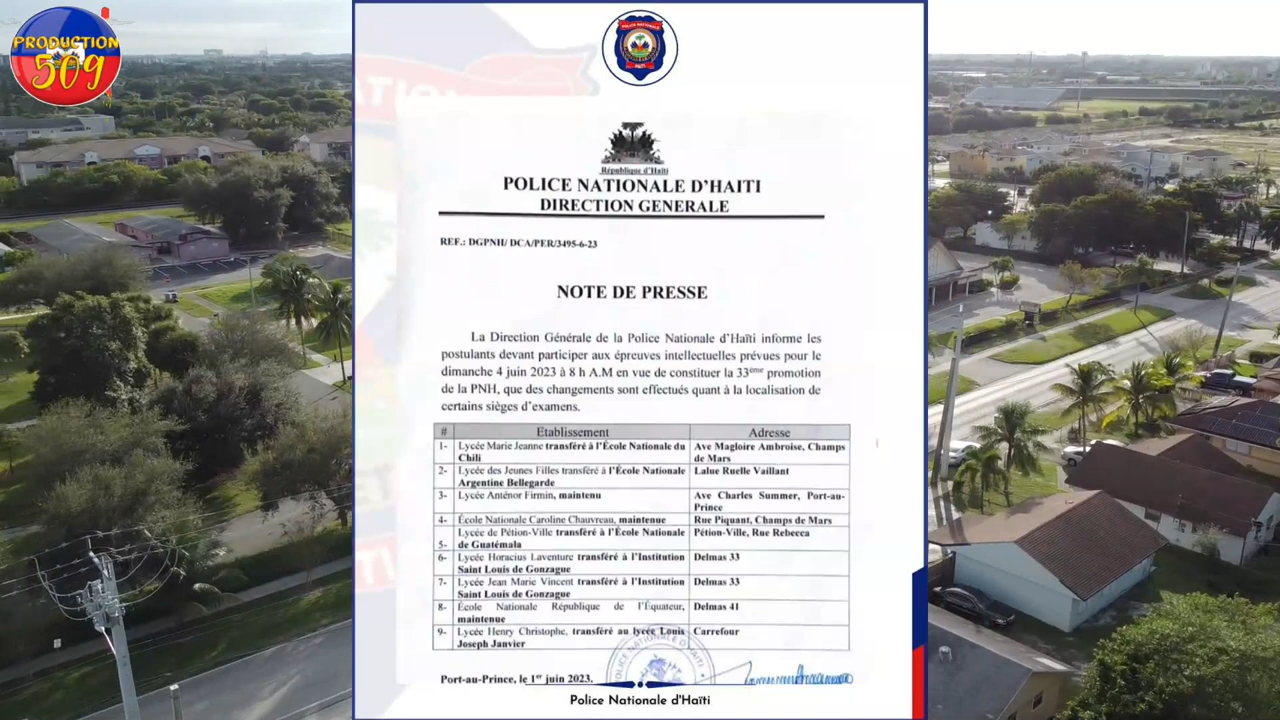 PRODUCTION
509
POLICE NATIONALE
HAITI
République d'Haïti
POLICE NATIONALE D'HAITI
DIRECTION GENERALE
REF.: DGPNH/ DCA/PER/3495-6-23
NOTE DE PRESSE
La Direction Générale de la Police Nationale d'Haïti informe les
postulants devant participer aux épreuves intellectuelles prévues pour le
dimanche 4 juin 2023 à 8 h A.M en vue de constituer la 33ème promotion
de la PNH, que des changements sont effectués quant à la localisation de
certains sièges d'examens.
# Etablissement Adresse
1- Lycée Marie Jeanne transféré à l'École Nationale du Ave Magloire Ambroise, Champs
Chili de Mars
2- Lycée des Jeunes Filles transféré à l'École Nationale Lalue Ruelle Vaillant
Argentine Bellegarde
3- Lycée Anténor Firmin, maintenu Ave Charles Summer, Port-au-
Prince
4- École Nationale Caroline Chauvreau, maintenue Rue Piquant, Champs de Mars
Lycée de Pétion-Ville transféré à l'École Nationale Pétion-Ville, Rue Rebecca
5- de Guatémala
6- Lycée Horacius Laventure transféré à l'Institution Delmas 33
Saint Louis de Gonzague
7- Lycée Jean Marie Vincent transféré à l'Institution Delmas 33
Saint Louis de Gonzague
8- École Nationale République de l'Équateur, Delmas 41
maintenue
9- Lycée Henry Christophe, transféré au lycée Louis Carrefour
Joseph Janvier
POLICE NATIONALE D'HAITI
Port-au-Prince, le 1er juin 2023.
Police Nationale d'Haïti